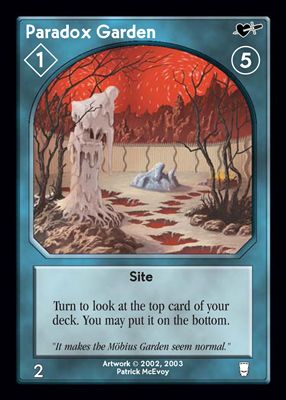 Paradox Garden
1
5
Site
Turn to look at the top card of your
deck. You may put it on the bottom.
"It makes the Möbius Garden seem normal."
Artwork © 2002, 2003
2
Patrick McEvoy